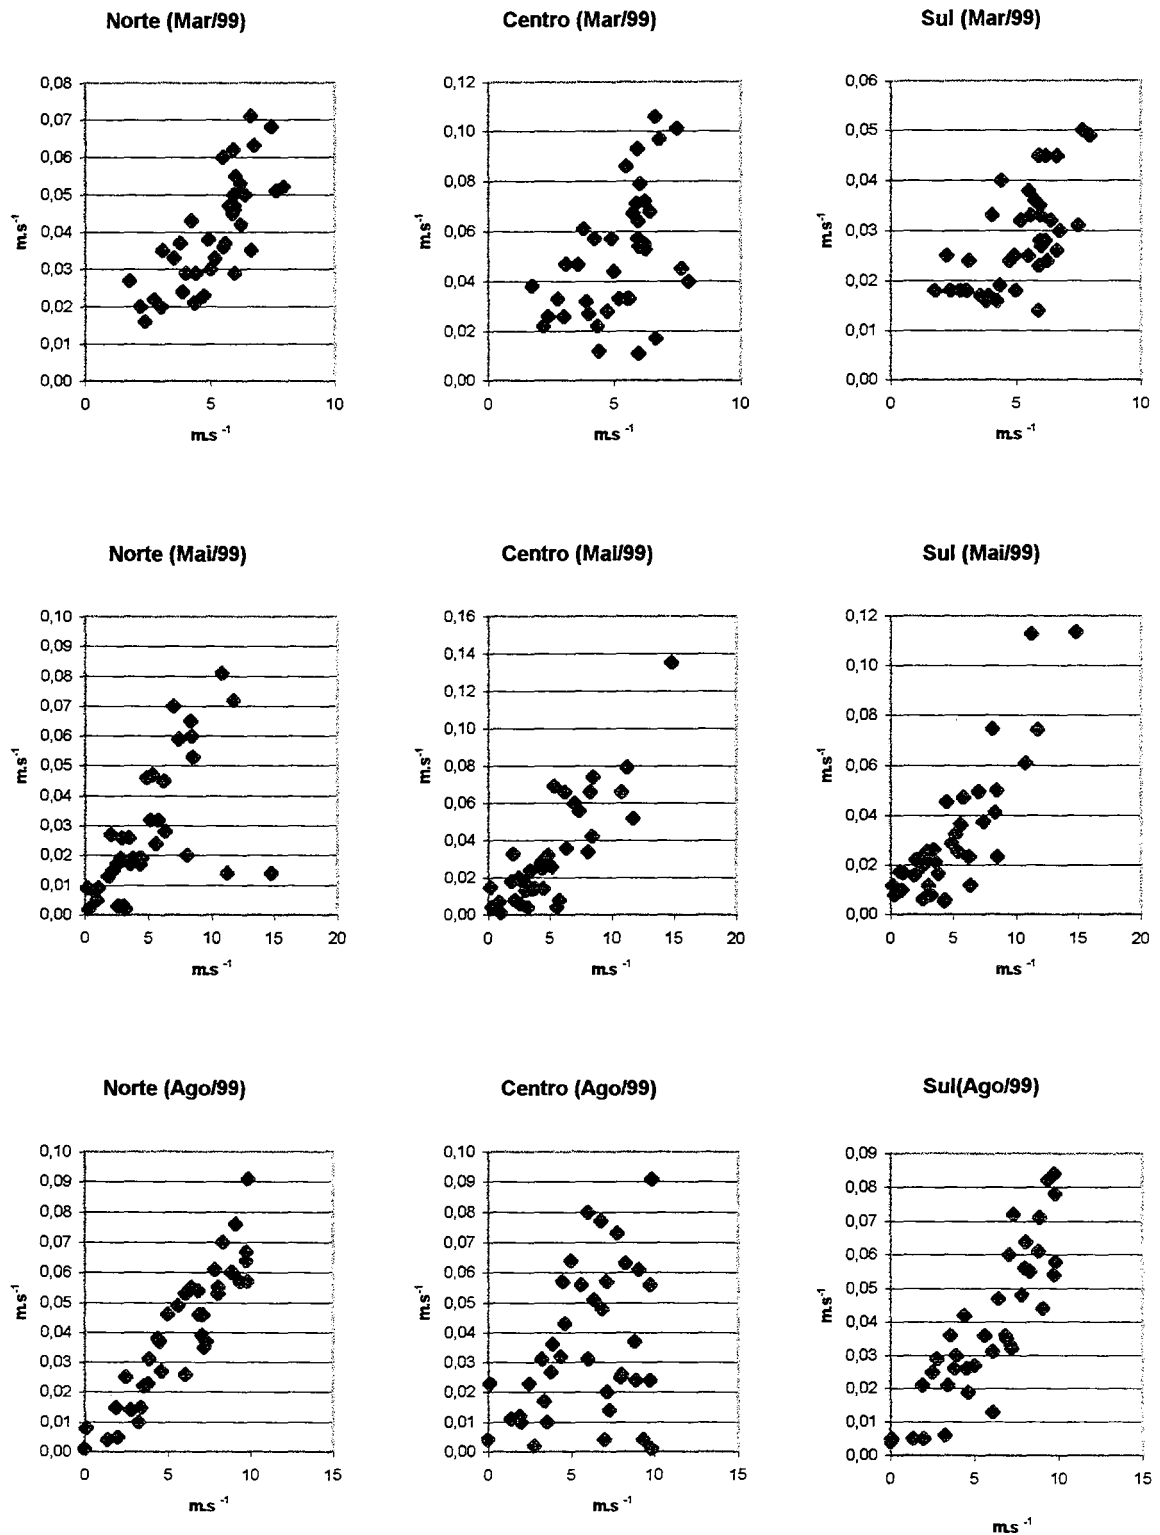 Norte (Mar/99)
0,08
0,07
0,06
0,05
0,04
0,03
0,02
0,01
0,00
m.s⁻¹
0 5 10
m.s ⁻¹
Centro (Mar/99)
0,12
0,10
0,08
0,06
0,04
0,02
0,00
m.s⁻¹
0 5 10
m.s ⁻¹
Sul (Mar/99)
0,06
0,05
0,04
0,03
0,02
0,01
0,00
m.s⁻¹
0 5 10
m.s ⁻¹
Norte (Mai/99)
0,10
0,09
0,08
0,07
0,06
0,05
0,04
0,03
0,02
0,01
0,00
m.s⁻¹
0 5 10 15 20
m.s ⁻¹
Centro (Mai/99)
0,16
0,14
0,12
0,10
0,08
0,06
0,04
0,02
0,00
m.s⁻¹
0 5 10 15 20
m.s ⁻¹
Sul (Mai/99)
0,12
0,10
0,08
0,06
0,04
0,02
0,00
m.s⁻¹
0 5 10 15 20
m.s ⁻¹
Norte (Ago/99)
0,10
0,09
0,08
0,07
0,06
0,05
0,04
0,03
0,02
0,01
0,00
m.s⁻¹
0 5 10 15
m.s ⁻¹
Centro (Ago/99)
0,10
0,09
0,08
0,07
0,06
0,05
0,04
0,03
0,02
0,01
0,00
m.s⁻¹
0 5 10 15
m.s ⁻¹
Sul(Ago/99)
0,09
0,08
0,07
0,06
0,05
0,04
0,03
0,02
0,01
0,00
m.s⁻¹
0 5 10 15
m.s ⁻¹